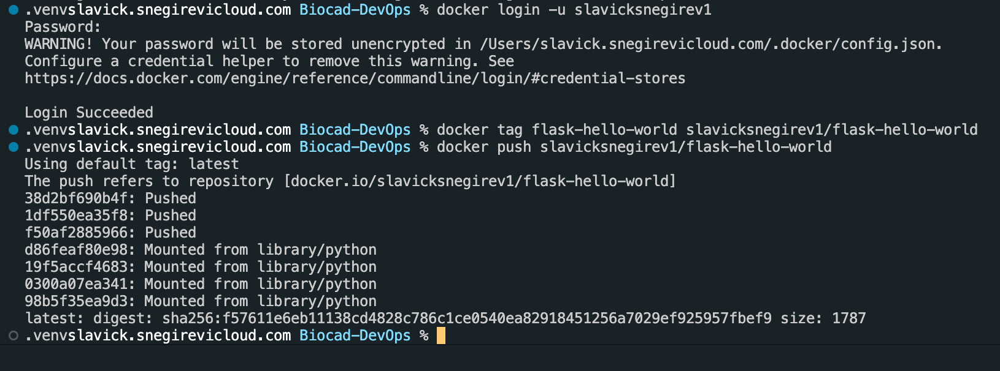 .venvslavick.snegirevicloud.com Biocad-DevOps % docker login -u slavicksnegirev1
Password:
WARNING! Your password will be stored unencrypted in /Users/slavick.snegirevicloud.com/.docker/config.json.
Configure a credential helper to remove this warning. See
https://docs.docker.com/engine/reference/commandline/login/#credential-stores
Login Succeeded
.venvslavick.snegirevicloud.com Biocad-DevOps % docker tag flask-hello-world slavicksnegirev1/flask-hello-world
.venvslavick.snegirevicloud.com Biocad-DevOps % docker push slavicksnegirev1/flask-hello-world
Using default tag: latest
The push refers to repository [docker.io/slavicksnegirev1/flask-hello-world]
38d2bf690b4f: Pushed
1df550ea35f8: Pushed
f50af2885966: Pushed
d86feaf80e98: Mounted from library/python
19f5accf4683: Mounted from library/python
0300a07ea341: Mounted from library/python
98b5f35ea9d3: Mounted from library/python
latest: digest: sha256:f57611e6eb11138cd4828c786c1ce0540ea82918451256a7029ef925957fbef9 size: 1787
.venvslavick.snegirevicloud.com Biocad-DevOps %